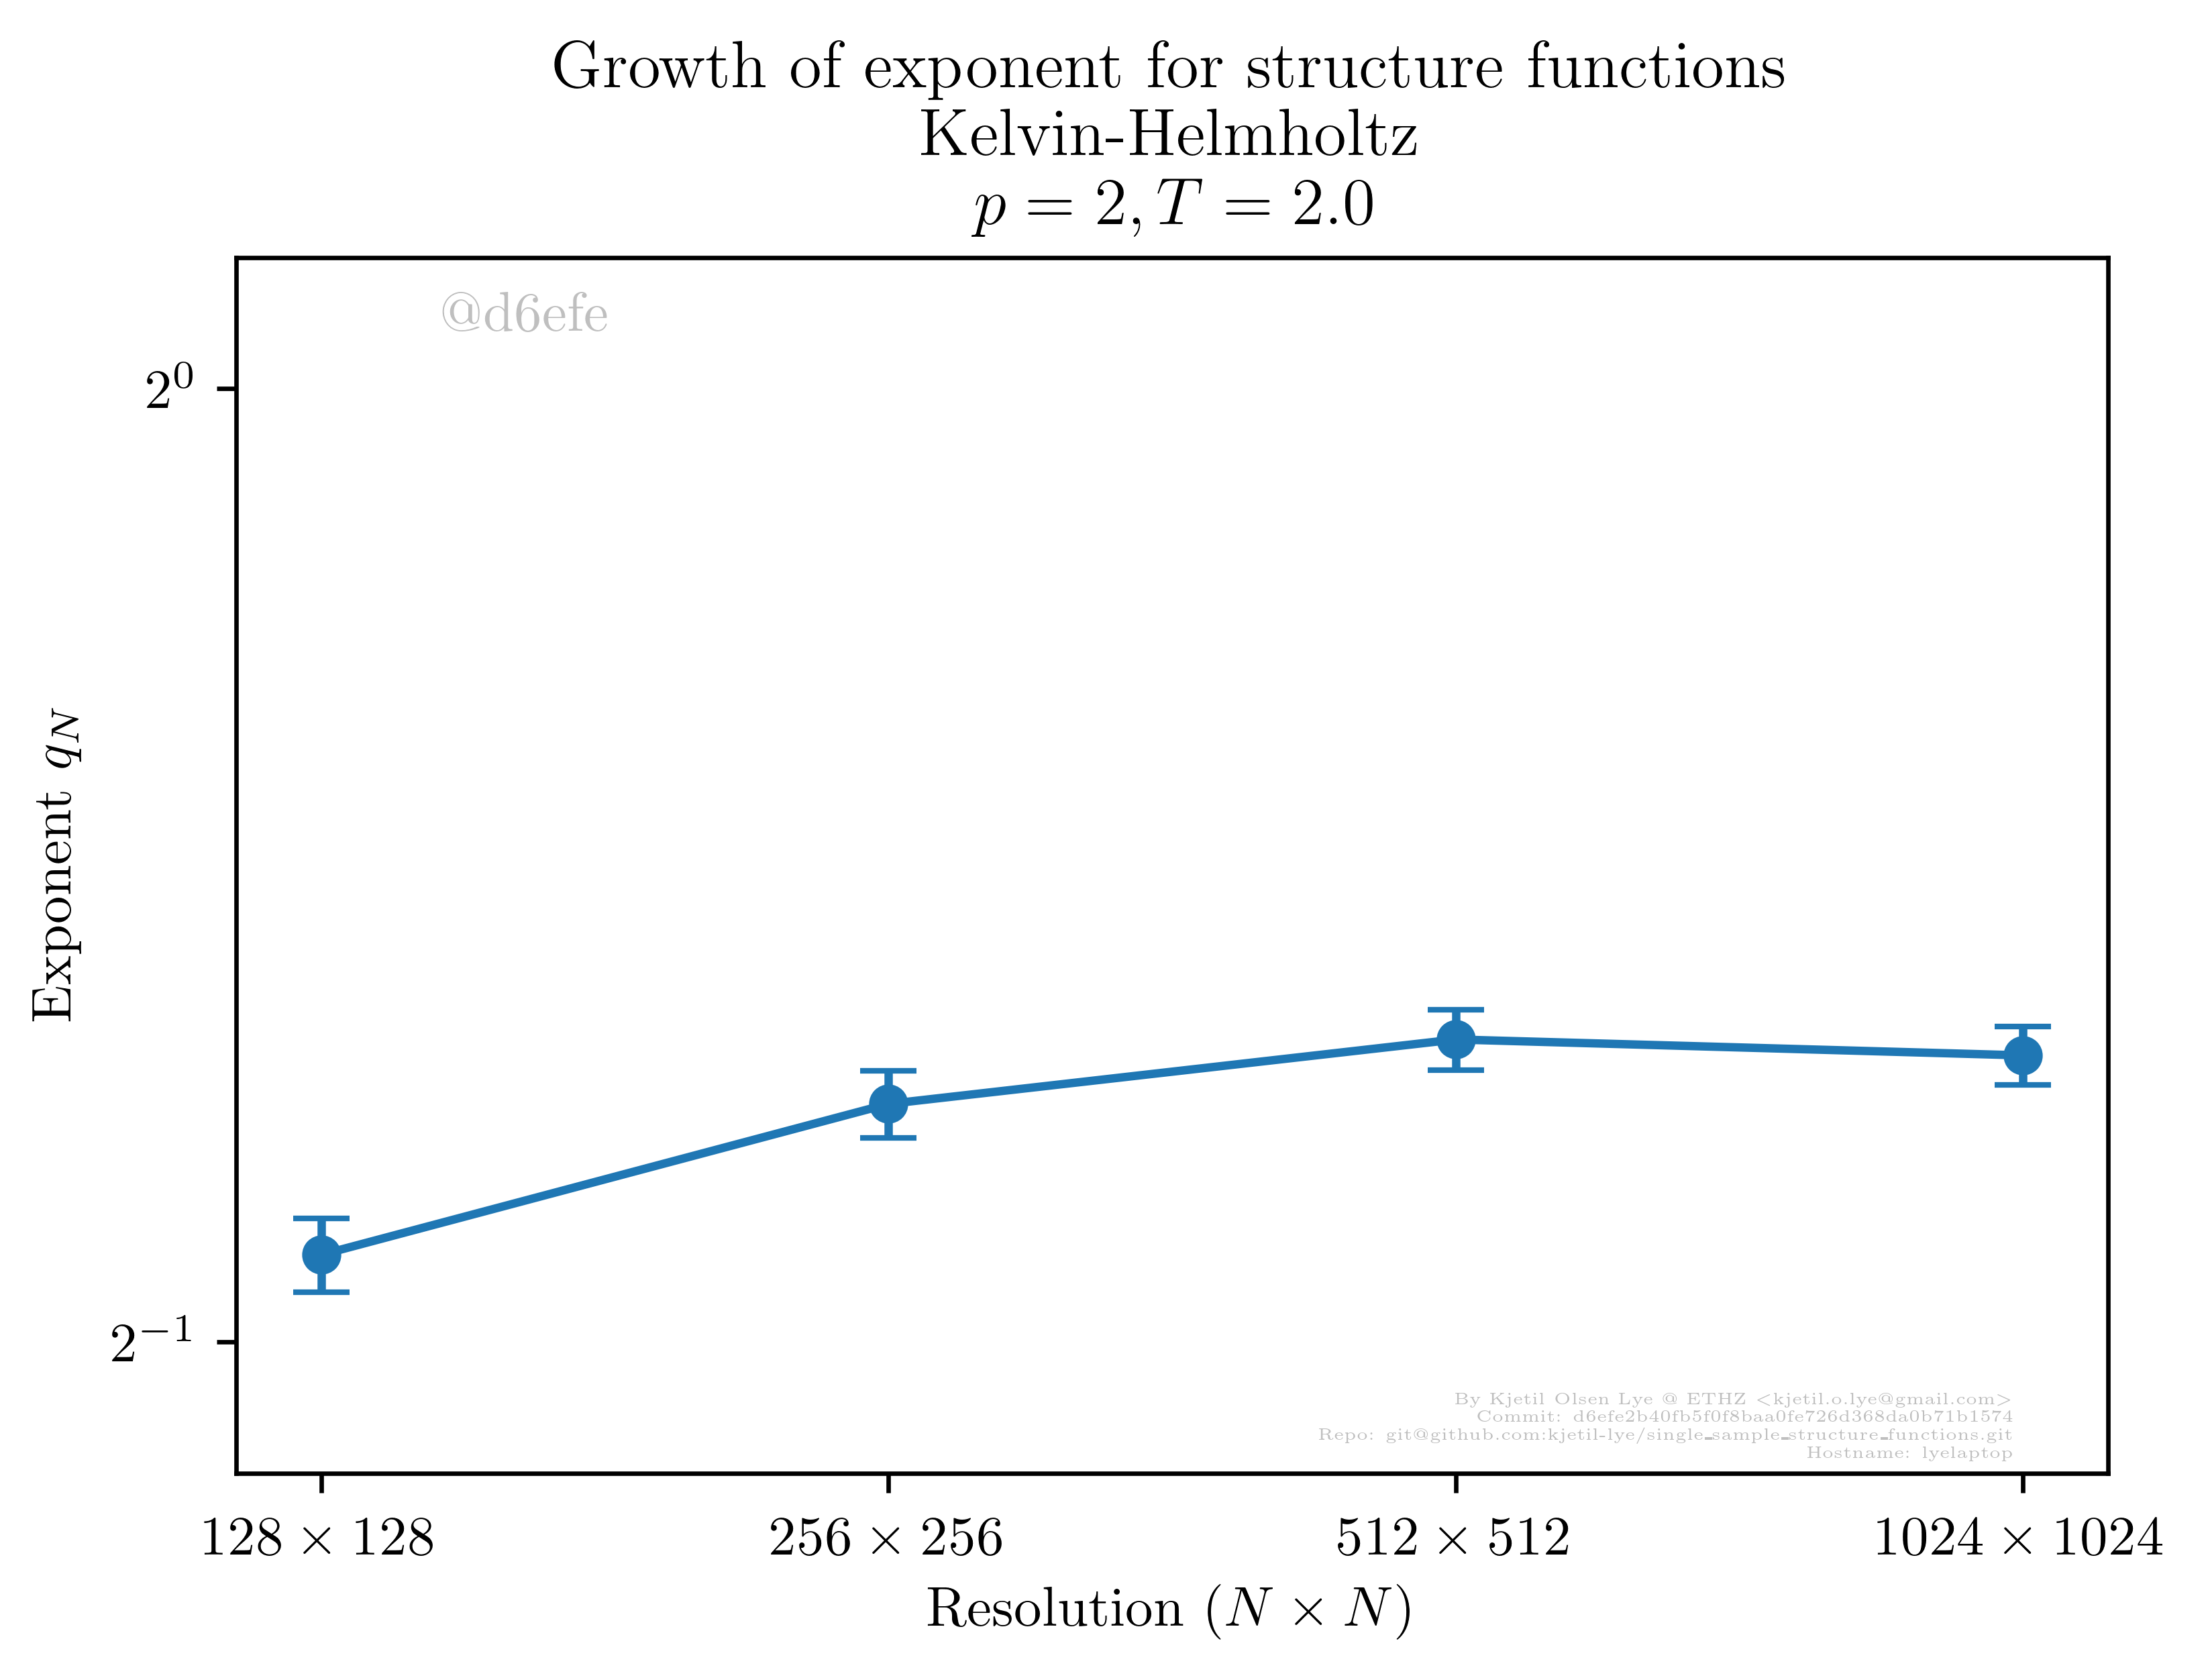 Growth of exponent for structure functions
Kelvin-Helmholtz
p = 2, T = 2.0
@d6efe
2^0
Exponent q_N
2^{-1}
By Kjetil Olsen Lye @ ETHZ <kjetil.o.lye@gmail.com>
Commit: d6efe2b40fb5f0f8baa0fe726d368da0b71b1574
Repo: git@github.com:kjetil-lye/single_sample_structure_functions.git
Hostname: lyelaptop
128 × 128 256 × 256 512 × 512 1024 × 1024
Resolution (N × N)